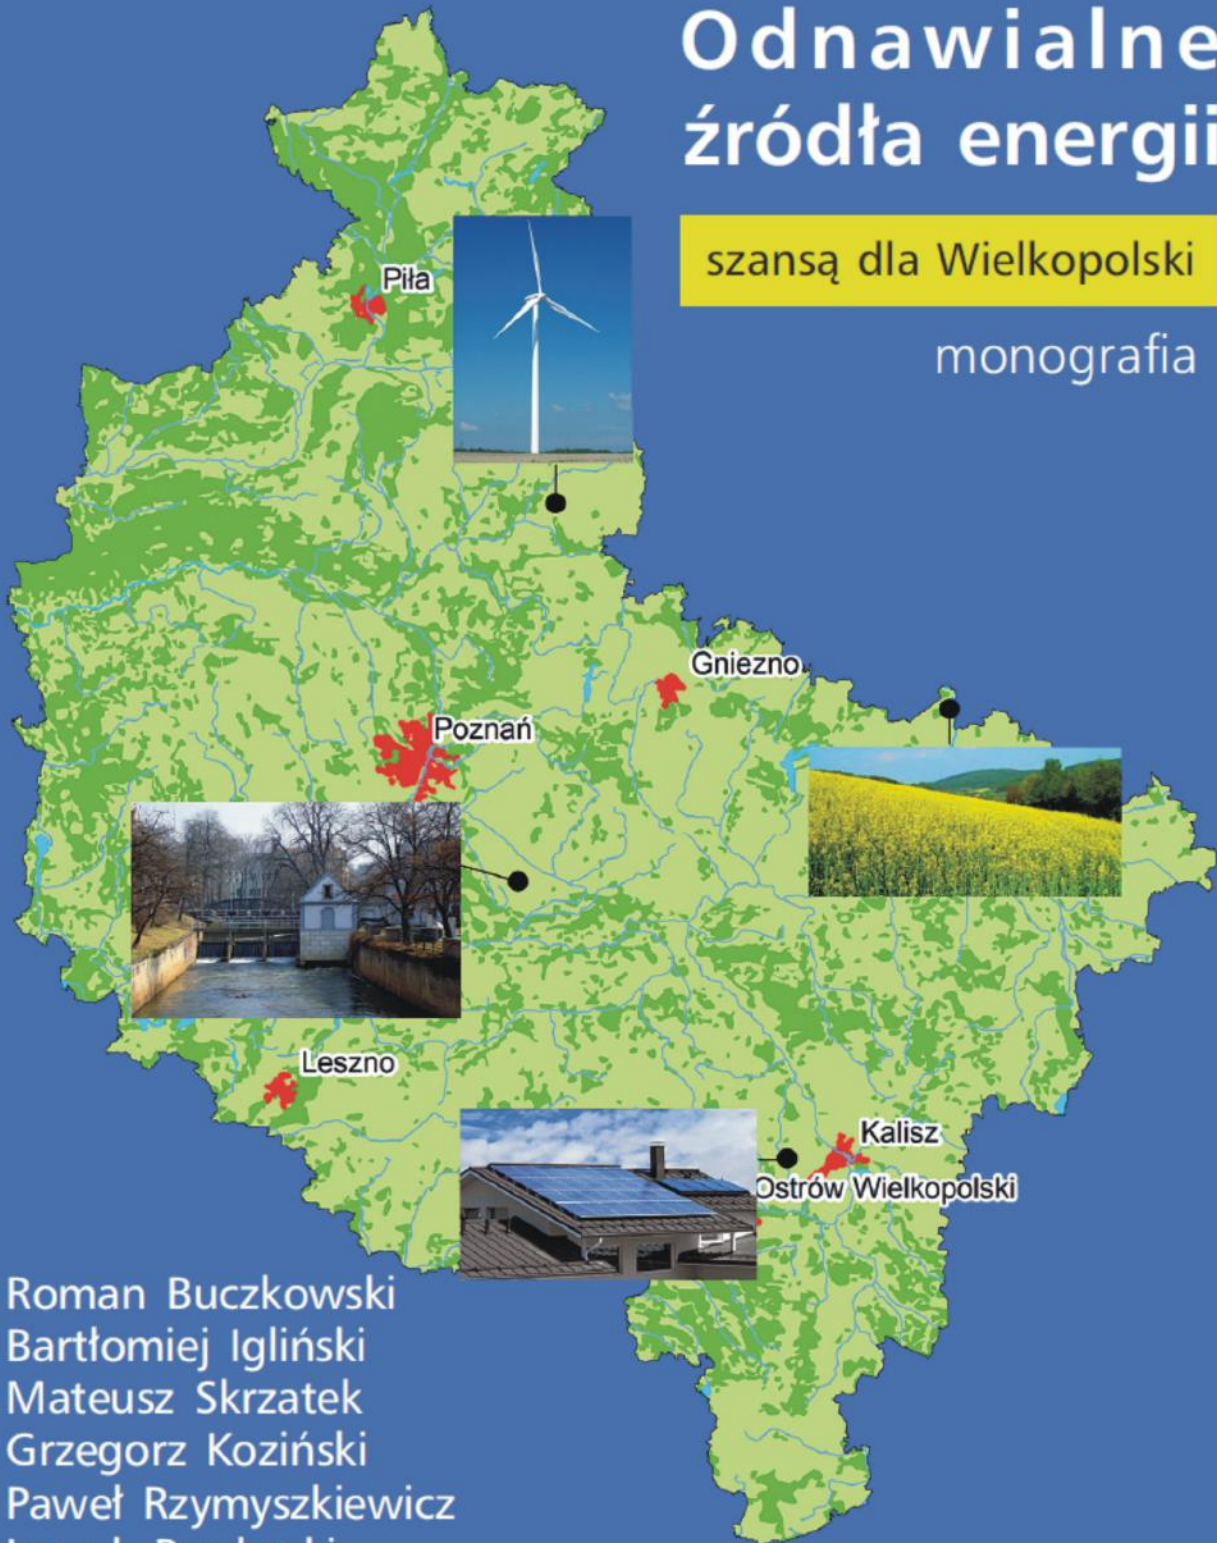 Odnawialne
źródła energii
szansą dla Wielkopolski
monografia
Piła
Gniezno
Poznań
Leszno
Kalisz
Ostrów Wielkopolski
Roman Buczkowski
Bartłomiej Igliński
Mateusz Skrzatek
Grzegorz Koziński
Paweł Rzymyszkiewicz